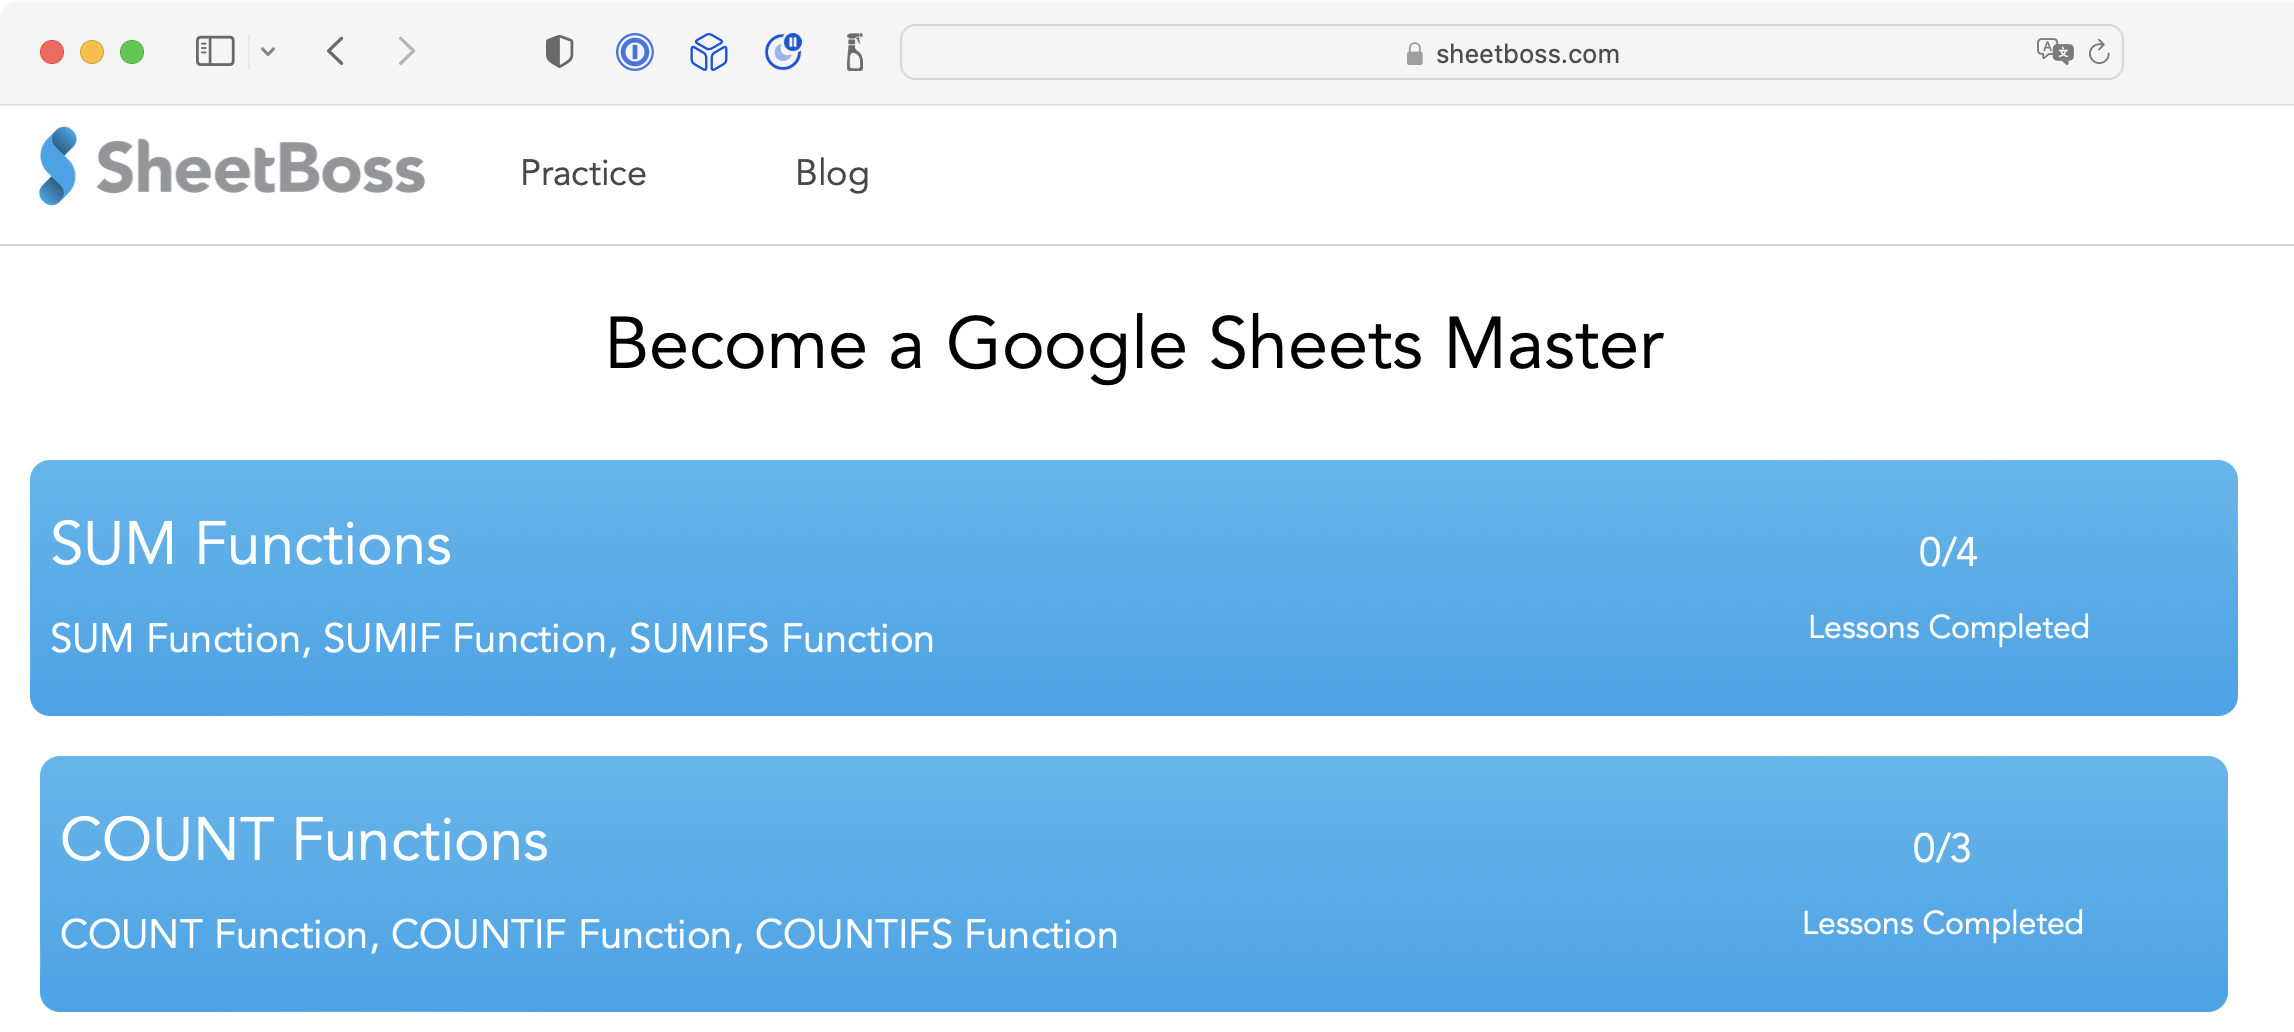 sheetboss.com
SheetBoss
Practice
Blog
Become a Google Sheets Master
SUM Functions
0/4
SUM Function, SUMIF Function, SUMIFS Function
Lessons Completed
COUNT Functions
0/3
COUNT Function, COUNTIF Function, COUNTIFS Function
Lessons Completed